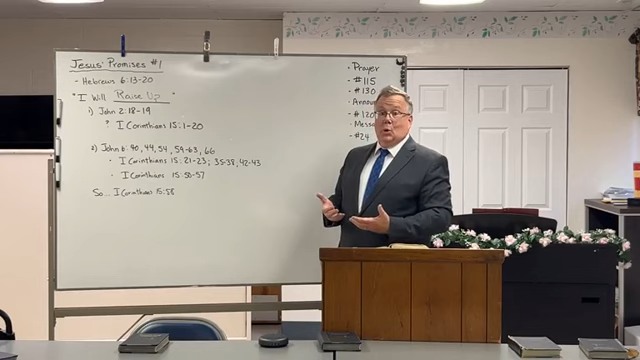 Jesus' Promises #1
- Hebrews 6:13-20
"I Will Raise Up"
1) John 2:18-19
? I Corinthians 15:1-20
2) John 6:40, 44, 54, 59-63, 66
• I Corinthians 15:21-23, 35-38, 42-43
• I Corinthians 15:50-57
So... I Corinthians 15:58
• Prayer
- #115
- #130
- Announ
- #120
- Messa
- #24